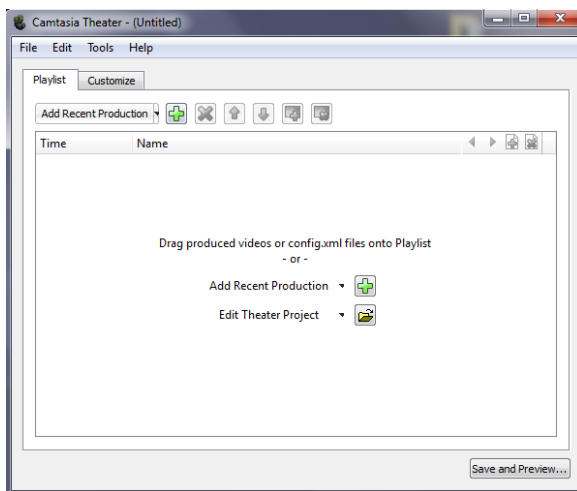 Camtasia Theater - (Untitled)
File Edit Tools Help
Playlist Customize
Add Recent Production
Time Name
Drag produced videos or config.xml files onto Playlist
- or -
Add Recent Production
Edit Theater Project
Save and Preview...